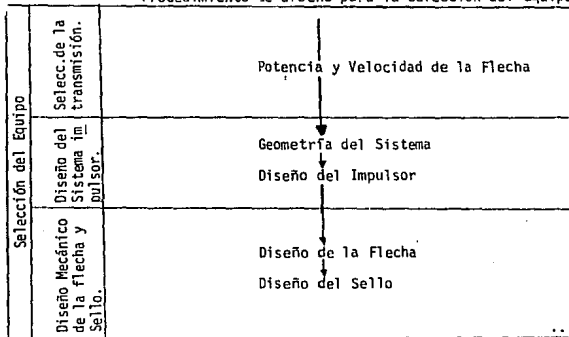 Procedimiento de diseño para la selección del equipo
Selección del Equipo
Selecc.de la
transmisión.
Potencia y Velocidad de la Flecha
Diseño del
Sistema im
pulsor.
Geometría del Sistema
Diseño del Impulsor
Diseño Mecánico
de la flecha y
Sello.
Diseño de la Flecha
Diseño del Sello